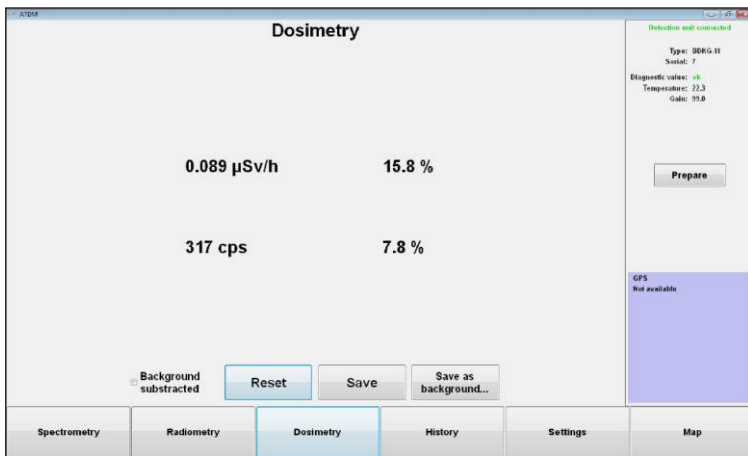 ATDM
Dosimetry
Detection unit connected
Type: BDKG-11
Serial: 7
Diagnostic value: ok
Temperature: 22.3
Gain: 99.0
0.089 µSv/h 15.8 %
Prepare
317 cps 7.8 %
GPS
Not available
Background
substracted
Reset
Save
Save as
background...
Spectrometry
Radiometry
Dosimetry
History
Settings
Map